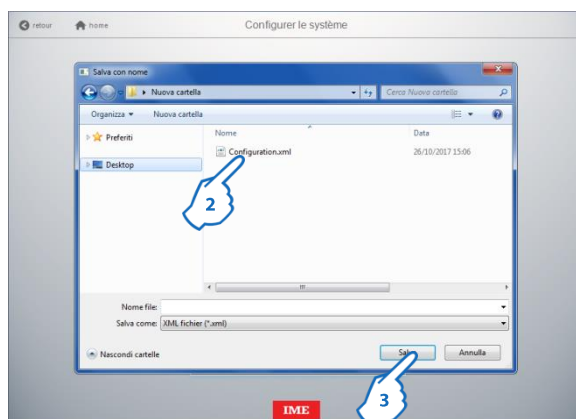 retour home Configurer le système
Salva con nome
Nuova cartella Cerca Nuova cartella
Organizza Nuova cartella
Preferiti
Desktop
Nome Data
Configuration.xml 26/10/2017 15:06
2
Nome file:
Salva come: XML fichier (*.xml)
Nascondi cartelle Annulla
3
IME